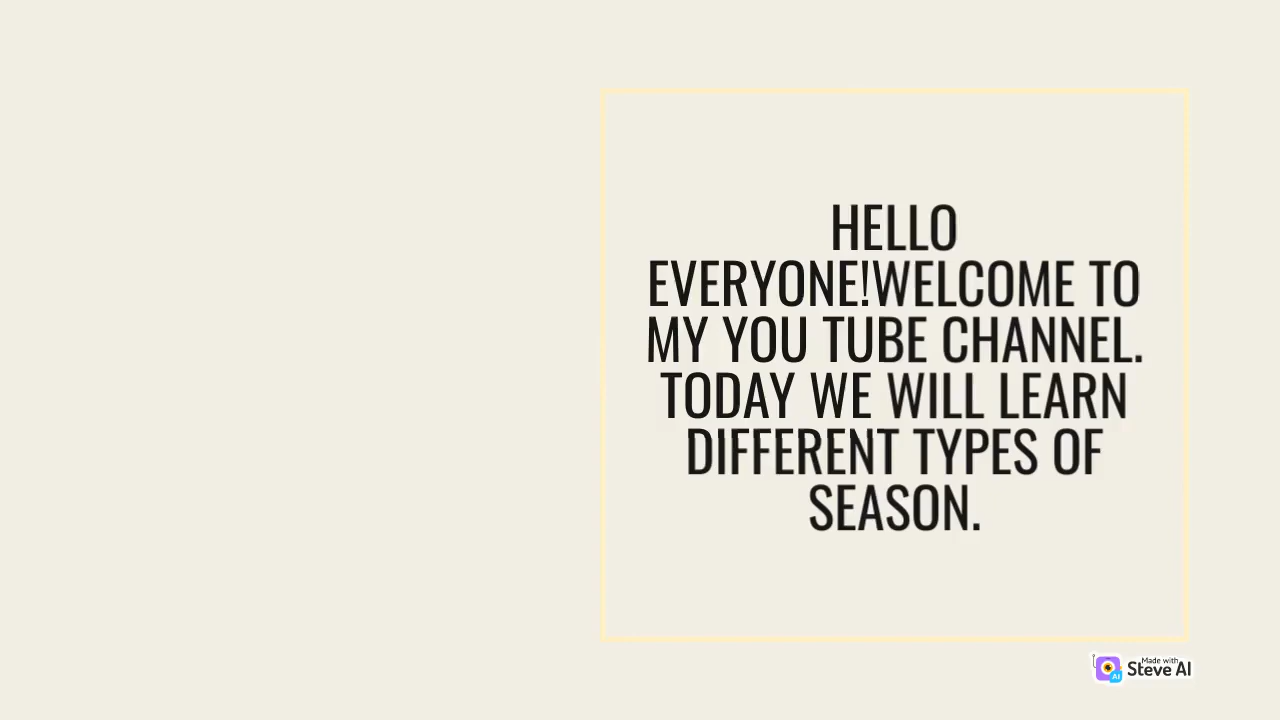 HELLO
EVERYONE!WELCOME TO
MY YOU TUBE CHANNEL.
TODAY WE WILL LEARN
DIFFERENT TYPES OF
SEASON.
Made with
Steve AI
AI